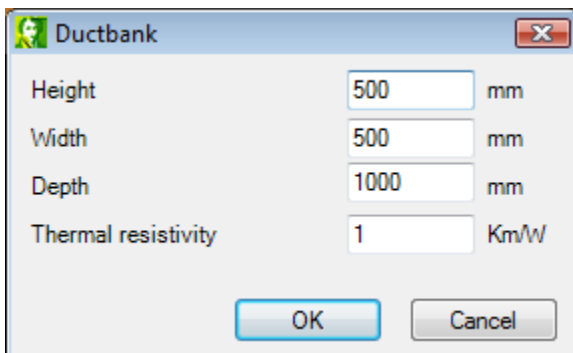 Ductbank
Height 500 mm
Width 500 mm
Depth 1000 mm
Thermal resistivity 1 Km/W
OK Cancel